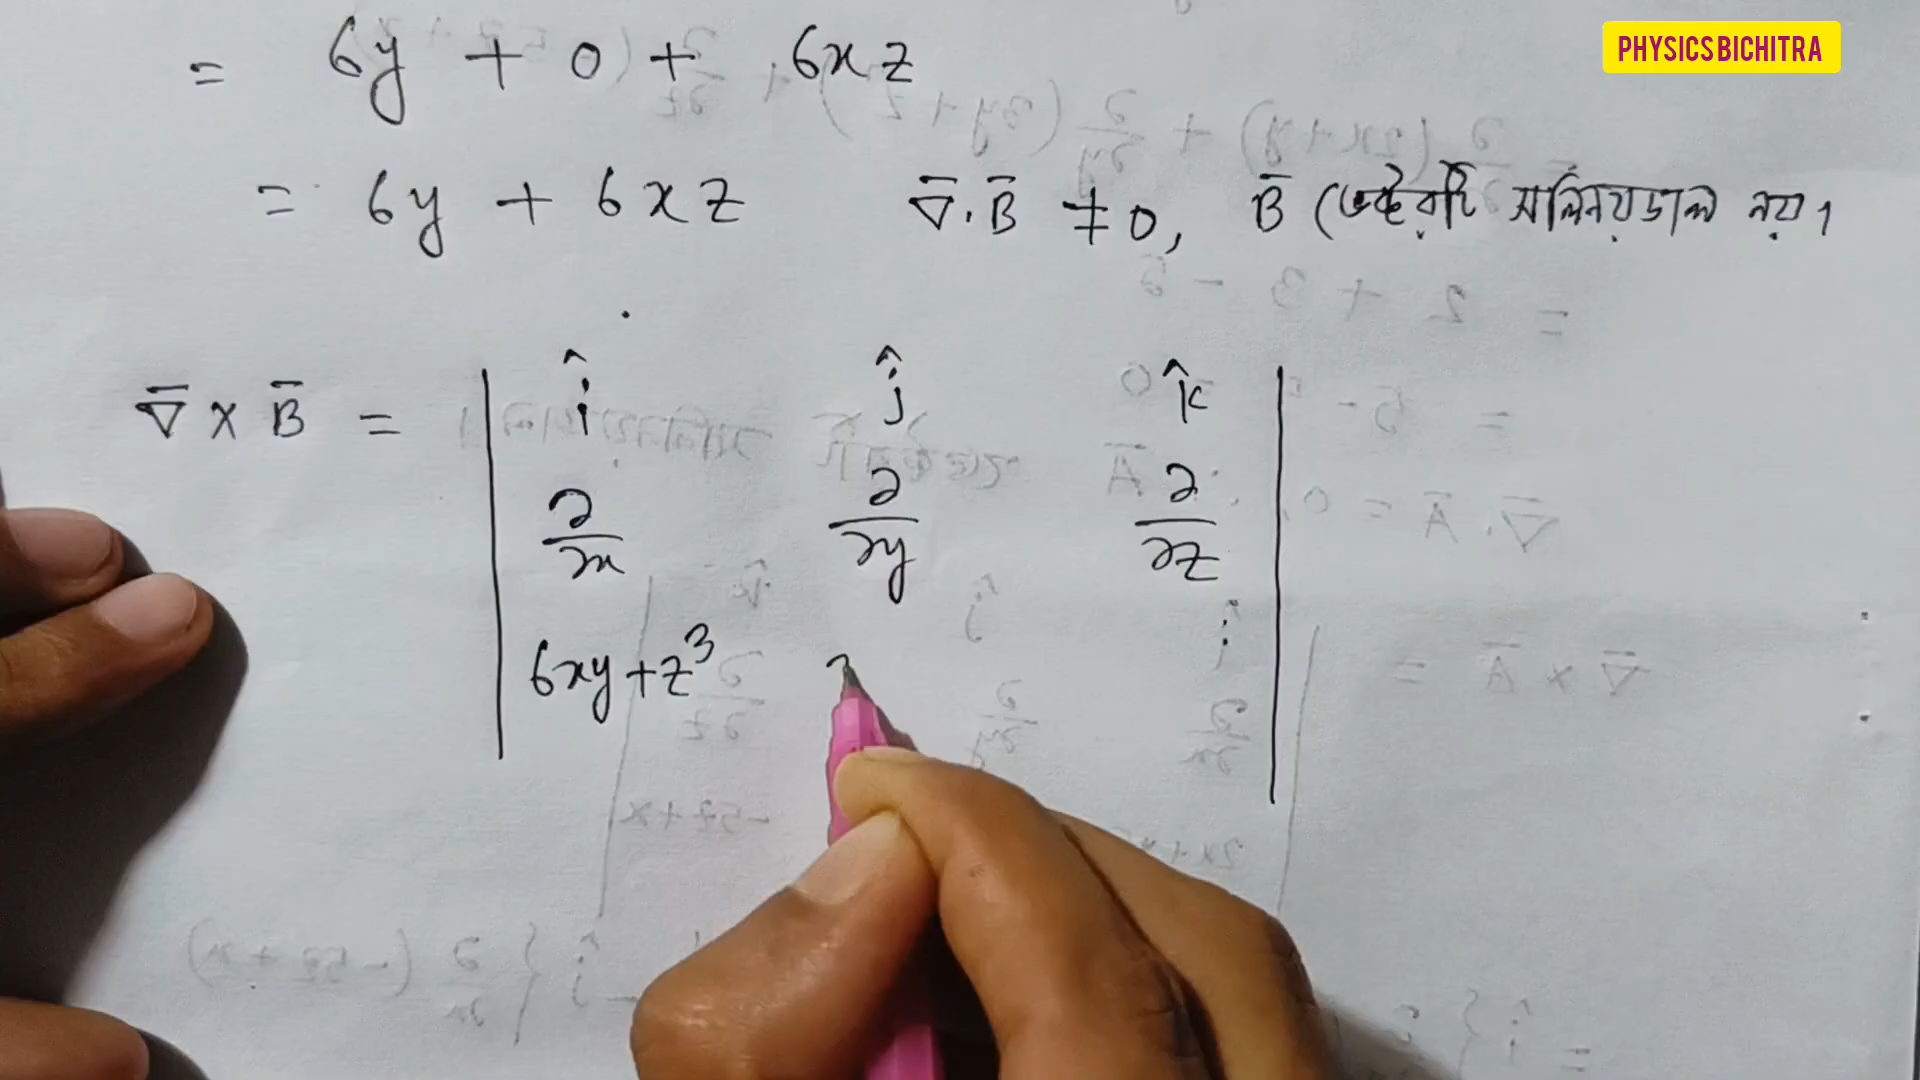 PHYSICS BICHITRA
= 6y + 0 + 6xz
= 6y + 6xz ∇̄.B̄ ≠ 0, B̄ ভেক্টরটি সলিনয়ডাল নয়।
∇̄ × B̄ = | î ĵ k̂ |
∂/∂x ∂/∂y ∂/∂z
6xy+z³